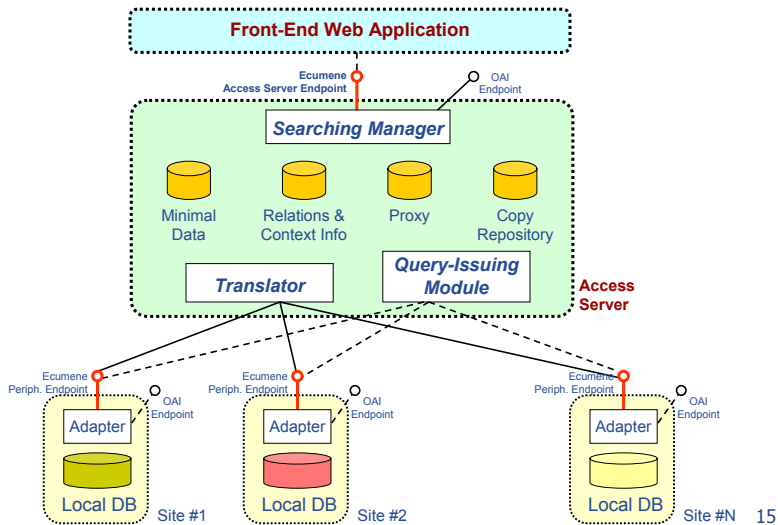 Front-End Web Application
Ecumene
Access Server Endpoint
OAI
Endpoint
Searching Manager
Minimal
Data
Relations &
Context Info
Proxy
Copy
Repository
Translator
Query-Issuing
Module
Access
Server
Ecumene
Periph. Endpoint
OAI
Endpoint
Adapter
Local DB
Site #1
Ecumene
Periph. Endpoint
OAI
Endpoint
Adapter
Local DB
Site #2
Ecumene
Periph. Endpoint
OAI
Endpoint
Adapter
Local DB
Site #N
15